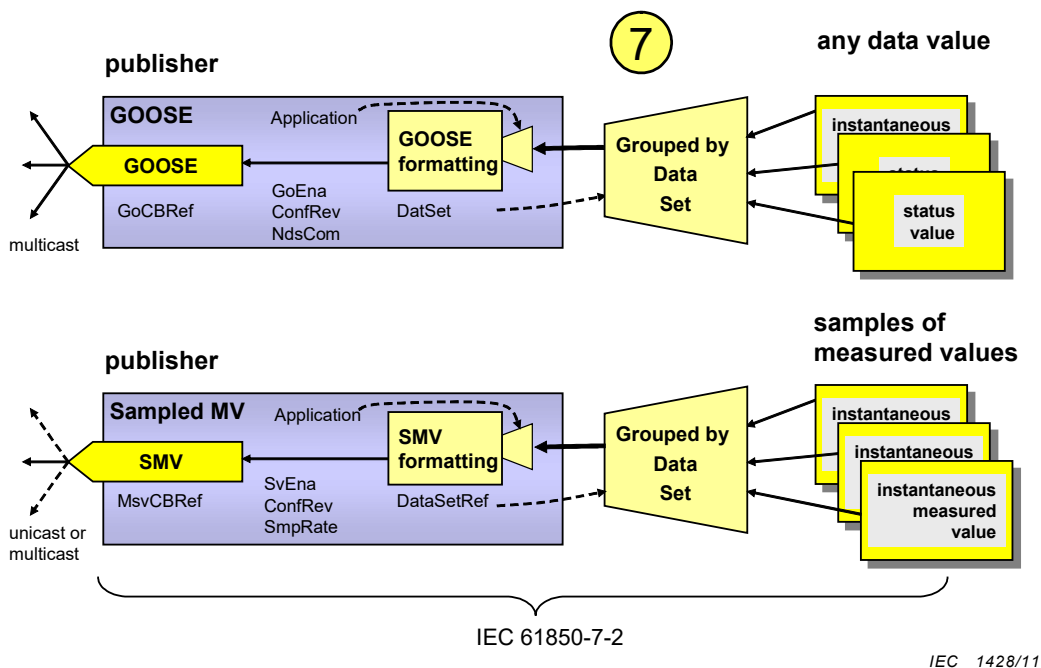 7
any data value
publisher
GOOSE
Application
GOOSE
formatting
GOOSE
GoCBRef
GoEna
ConfRev
NdsCom
DatSet
multicast
Grouped by
Data
Set
instantaneous
status
status
value
samples of
measured values
publisher
Sampled MV
Application
SMV
formatting
SMV
MsvCBRef
SvEna
ConfRev
SmpRate
DataSetRef
unicast or
multicast
Grouped by
Data
Set
instantaneous
instantaneous
instantaneous
measured
value
IEC 61850-7-2
IEC 1428/11